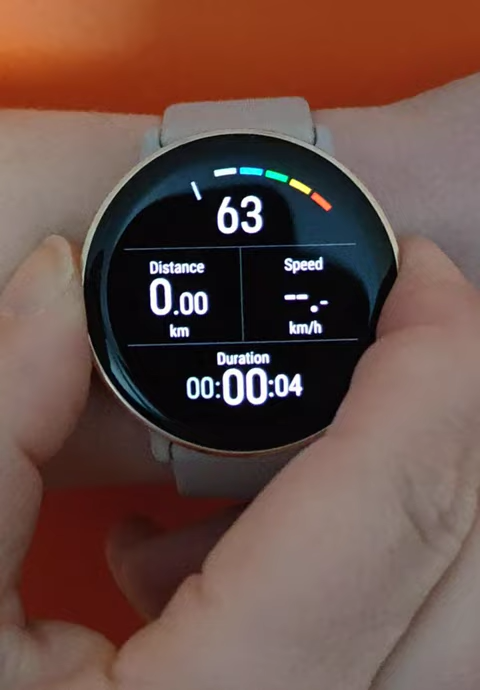 63
Distance Speed
0.00 --.-
km km/h
Duration
00:00:04